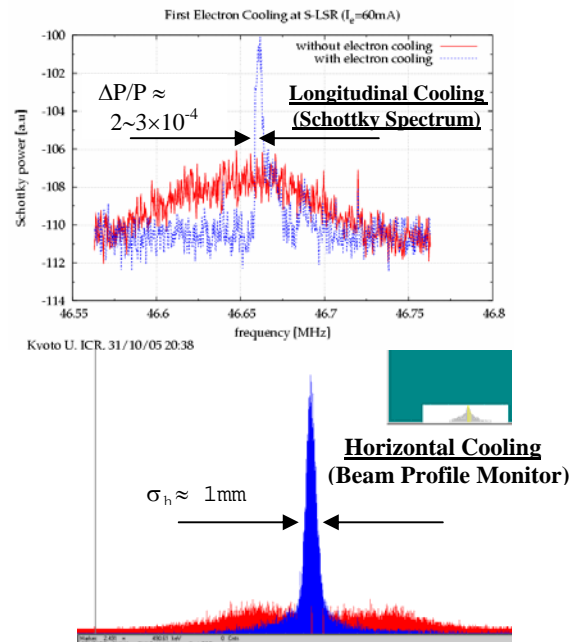 First Electron Cooling at S-LSR (Iₑ=60mA)
-100
-102
-104
-106
-108
-110
-112
-114
Schottky power [a.u]
without electron cooling
with electron cooling
ΔP/P ≈
2~3×10⁻⁴
Longitudinal Cooling
(Schottky Spectrum)
46.55
46.6
46.65
46.7
46.75
46.8
frequency [MHz]
Kyoto U. ICR, 31/10/05 20:38
Horizontal Cooling
(Beam Profile Monitor)
σₕ≈ 1mm